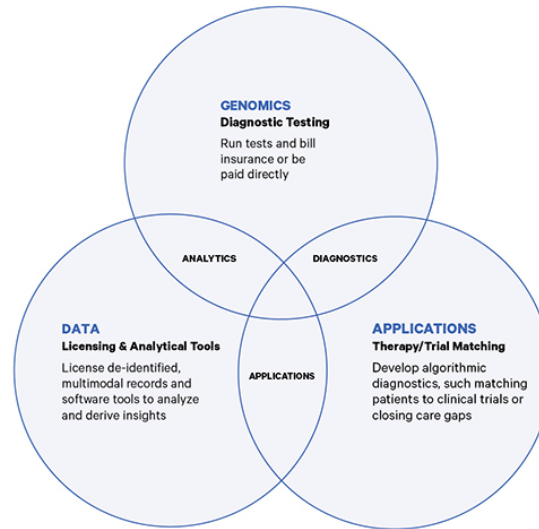 GENOMICS
Diagnostic Testing
Run tests and bill
insurance or be
paid directly
ANALYTICS
DIAGNOSTICS
DATA
Licensing & Analytical Tools
License de-identified,
multimodal records and
software tools to analyze
and derive insights
APPLICATIONS
APPLICATIONS
Therapy/Trial Matching
Develop algorithmic
diagnostics, such matching
patients to clinical trials or
closing care gaps